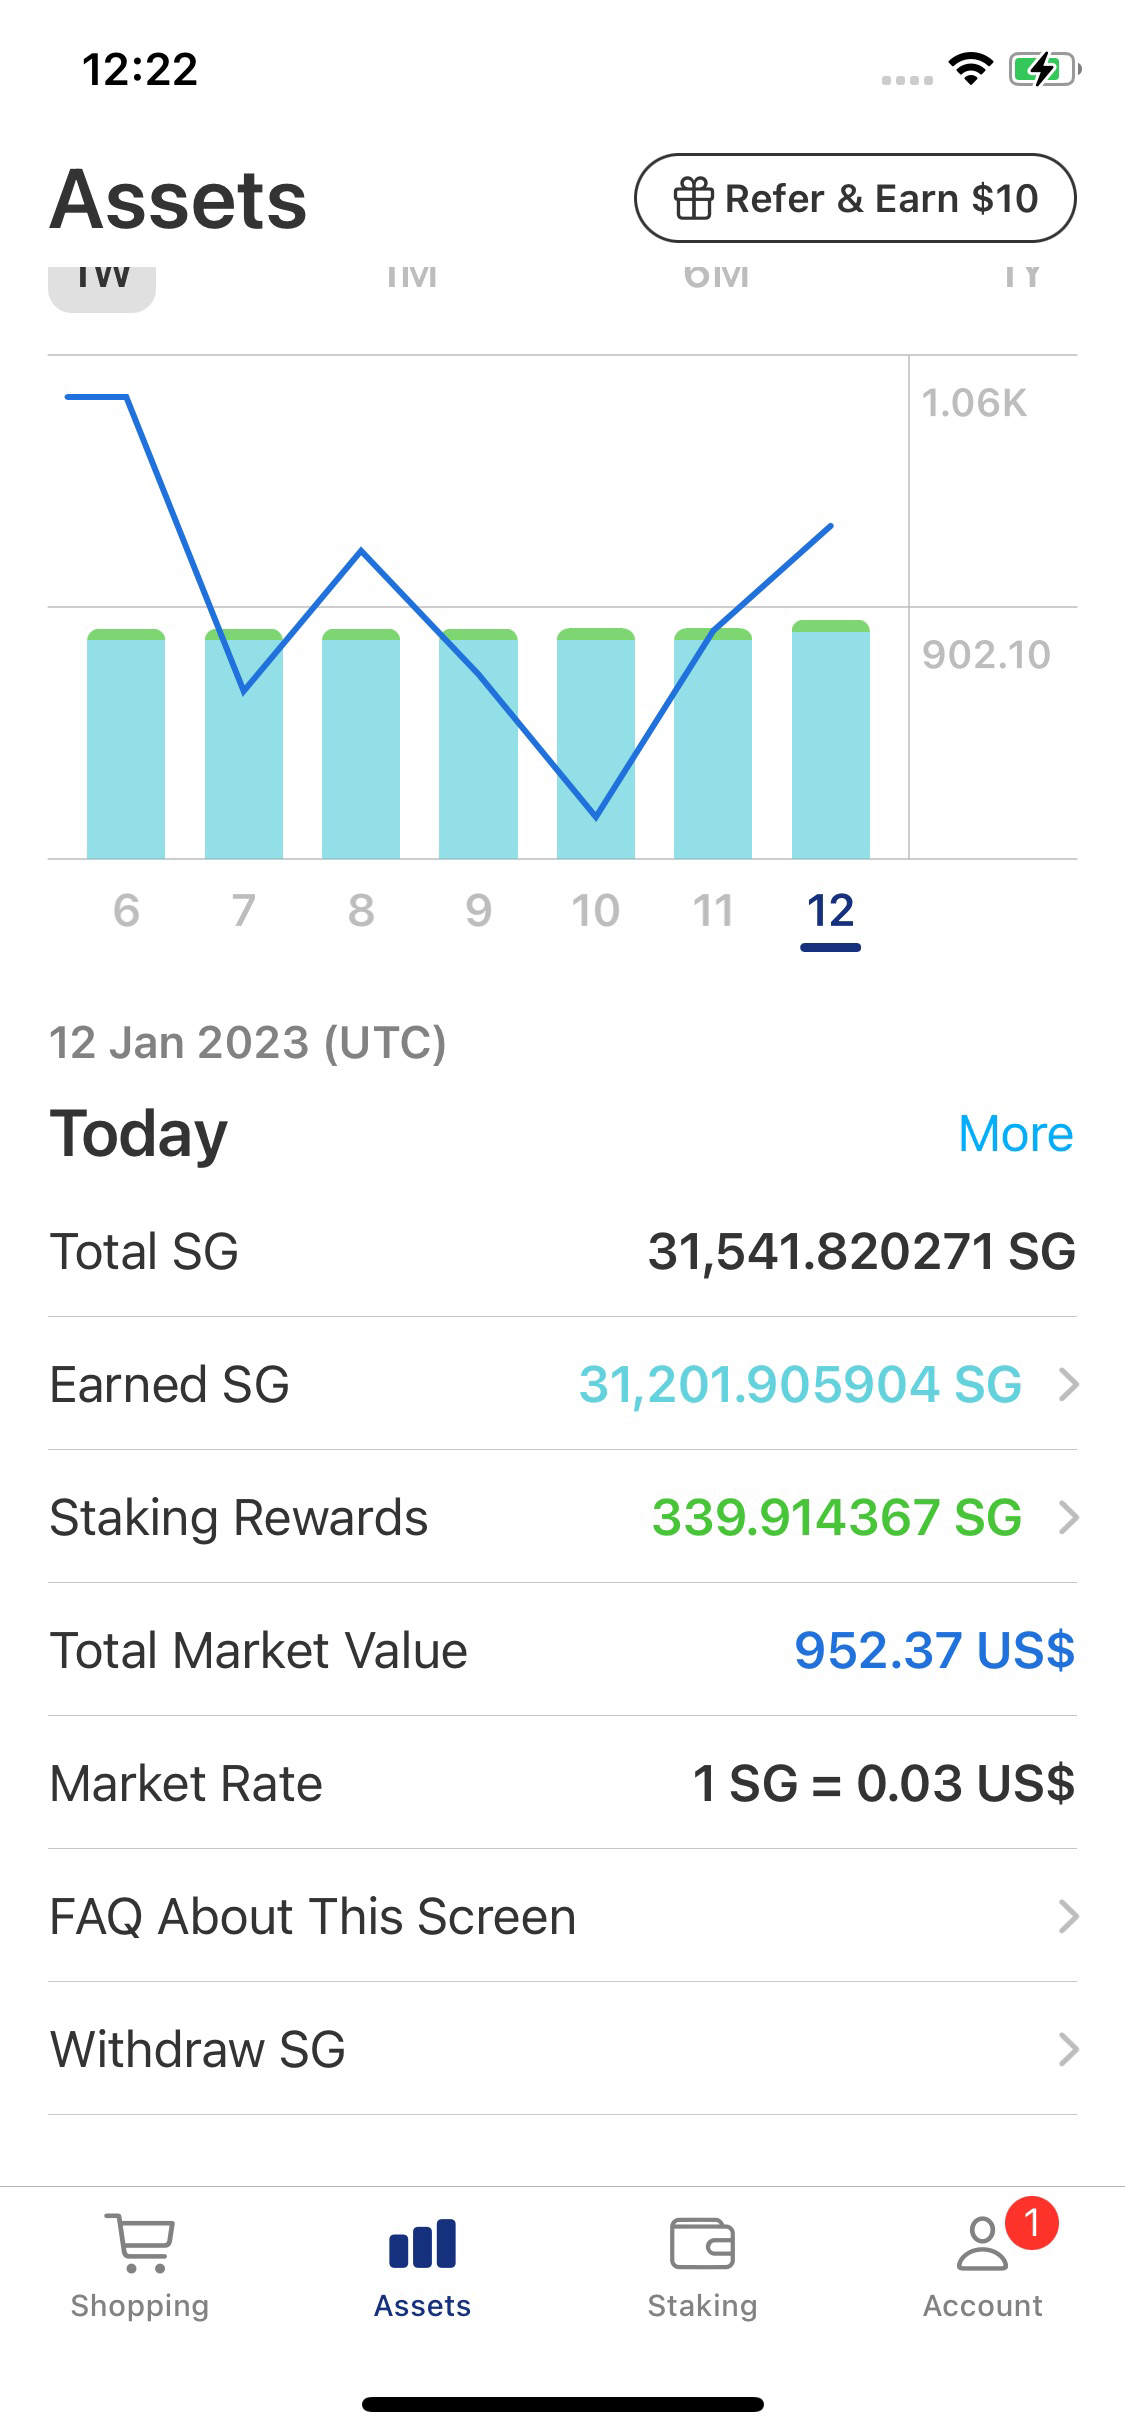 12:22
Assets
Refer & Earn $10
1W 1M 6M 1Y
1.06K
902.10
6 7 8 9 10 11 12
12 Jan 2023 (UTC)
Today More
Total SG 31,541.820271 SG
Earned SG 31,201.905904 SG
Staking Rewards 339.914367 SG
Total Market Value 952.37 US$
Market Rate 1 SG = 0.03 US$
FAQ About This Screen
Withdraw SG
1
Shopping Assets Staking Account